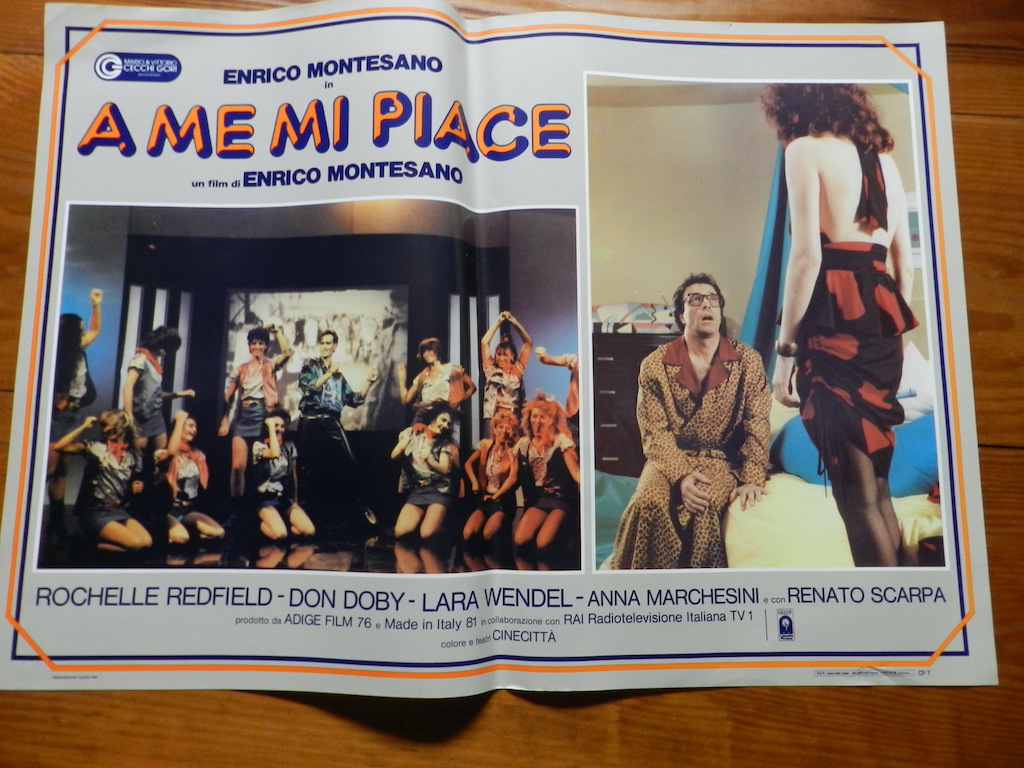 MARIO & VITTORIO
CECCHI GORI
ENRICO MONTESANO
in
A ME MI PIACE
un film di ENRICO MONTESANO
ROCHELLE REDFIELD - DON DOBY - LARA WENDEL - ANNA MARCHESINI e con RENATO SCARPA
prodotto da ADIGE FILM 76 e Made in Italy 81 in collaborazione con RAI Radiotelevisione Italiana TV 1
colore e teatri CINECITTÀ